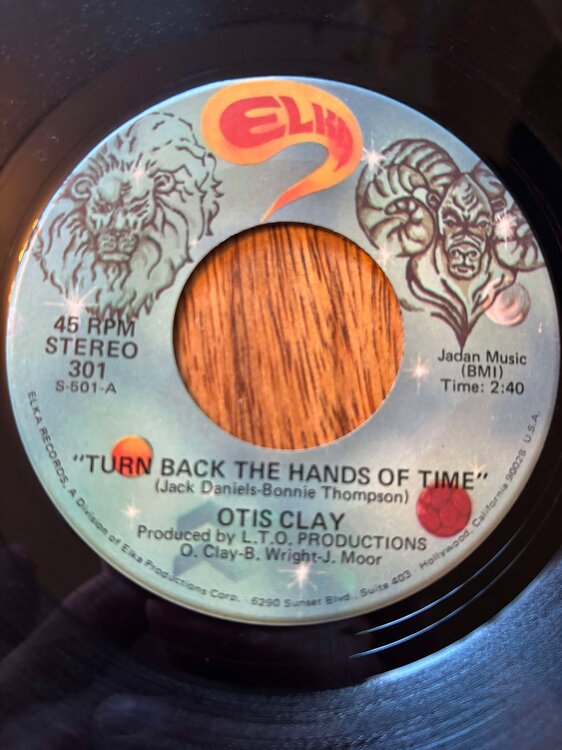 ELKA
45 RPM
STEREO
301
S-501-A
Jadan Music
(BMI)
Time: 2:40
"TURN BACK THE HANDS OF TIME"
(Jack Daniels-Bonnie Thompson)
OTIS CLAY
Produced by L.T.O. PRODUCTIONS
O. Clay-B. Wright-J. Moor
ELKA RECORDS, A Division of Elka Productions Corp. · 6290 Sunset Blvd., Suite 403 · Hollywood, California 90028 U.S.A.